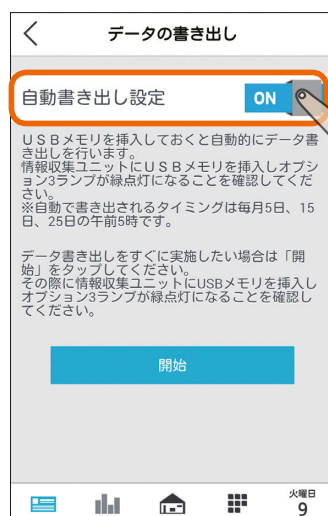 データの書き出し
自動書き出し設定
ON
USBメモリを挿入しておくと自動的にデータ書
き出しを行います。
情報収集ユニットにUSBメモリを挿入しオプシ
ョン3ランプが緑点灯になることを確認してくだ
さい。
※自動で書き出されるタイミングは毎月5日、15
日、25日の午前5時です。
データ書き出しをすぐに実施したい場合は「開
始」をタップしてください。
その際に情報収集ユニットにUSBメモリを挿入し
オプション3ランプが緑点灯になることを確認し
てください。
開始
火曜日
9